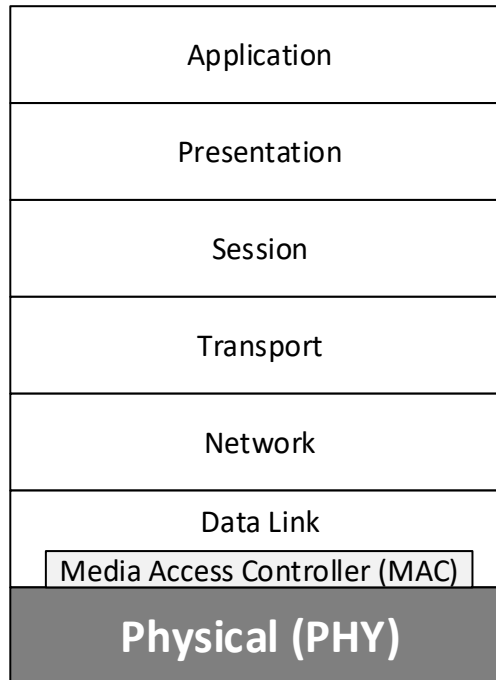 Application
Presentation
Session
Transport
Network
Data Link
Media Access Controller (MAC)
Physical (PHY)